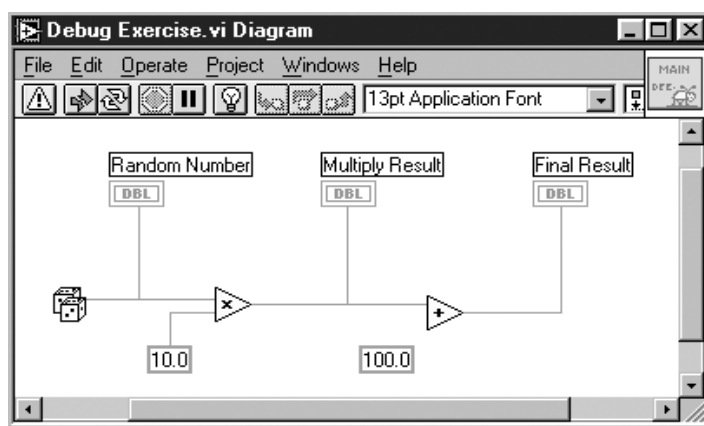 Debug Exercise.vi Diagram
File Edit Operate Project Windows Help
MAIN
13pt Application Font
Random Number
Multiply Result
Final Result
DBL
DBL
DBL
10.0
100.0